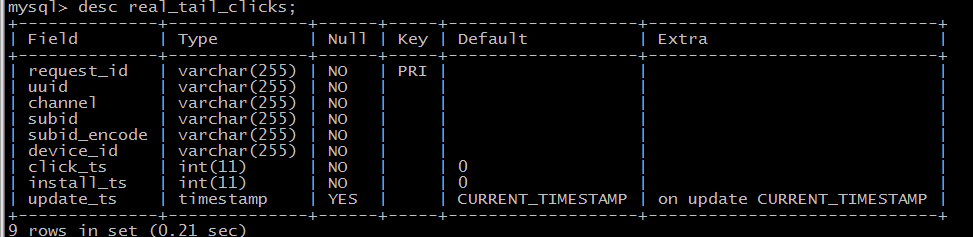 mysql> desc real_tail_clicks;
+--------------+--------------+------+-----+-------------------+-----------------------------+
| Field        | Type         | Null | Key | Default           | Extra                       |
+--------------+--------------+------+-----+-------------------+-----------------------------+
| request_id   | varchar(255) | NO   | PRI |                   |                             |
| uuid         | varchar(255) | NO   |     |                   |                             |
| channel      | varchar(255) | NO   |     |                   |                             |
| subid        | varchar(255) | NO   |     |                   |                             |
| subid_encode | varchar(255) | NO   |     |                   |                             |
| device_id    | varchar(255) | NO   |     |                   |                             |
| click_ts     | int(11)      | NO   |     | 0                 |                             |
| install_ts   | int(11)      | NO   |     | 0                 |                             |
| update_ts    | timestamp    | YES  |     | CURRENT_TIMESTAMP | on update CURRENT_TIMESTAMP |
+--------------+--------------+------+-----+-------------------+-----------------------------+
9 rows in set (0.21 sec)